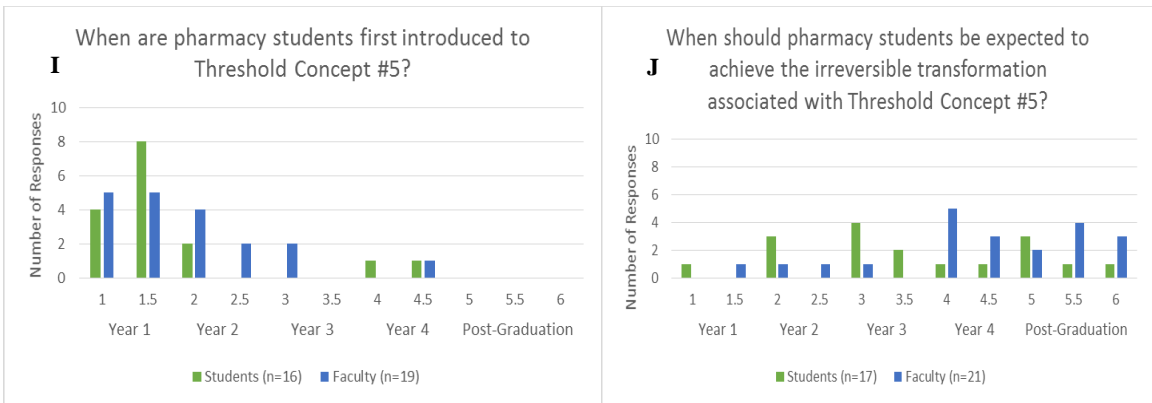 I
When are pharmacy students first introduced to
Threshold Concept #5?
Number of Responses
10
8
6
4
2
0
1 1.5 2 2.5 3 3.5 4 4.5 5 5.5 6
Year 1 Year 2 Year 3 Year 4 Post-Graduation
Students (n=16) Faculty (n=19)
J
When should pharmacy students be expected to
achieve the irreversible transformation
associated with Threshold Concept #5?
Number of Responses
10
8
6
4
2
0
1 1.5 2 2.5 3 3.5 4 4.5 5 5.5 6
Year 1 Year 2 Year 3 Year 4 Post-Graduation
Students (n=17) Faculty (n=21)